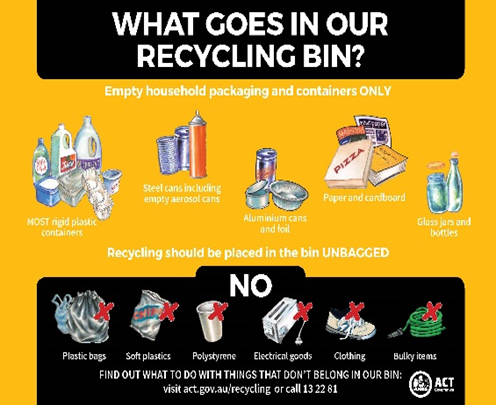 WHAT GOES IN OUR
RECYCLING BIN?
Empty household packaging and containers ONLY
MOST rigid plastic
containers
Steel cans including
empty aerosol cans
Aluminium cans
and foil
PIZZA
Paper and cardboard
Glass jars and
bottles
Recycling should be placed in the bin UNBAGGED
NO
CHIPS
Plastic bags
Soft plastics
Polystyrene
Electrical goods
Clothing
Bulky items
FIND OUT WHAT TO DO WITH THINGS THAT DON'T BELONG IN OUR BIN:
visit act.gov.au/recycling or call 13 22 81
ACT
Government